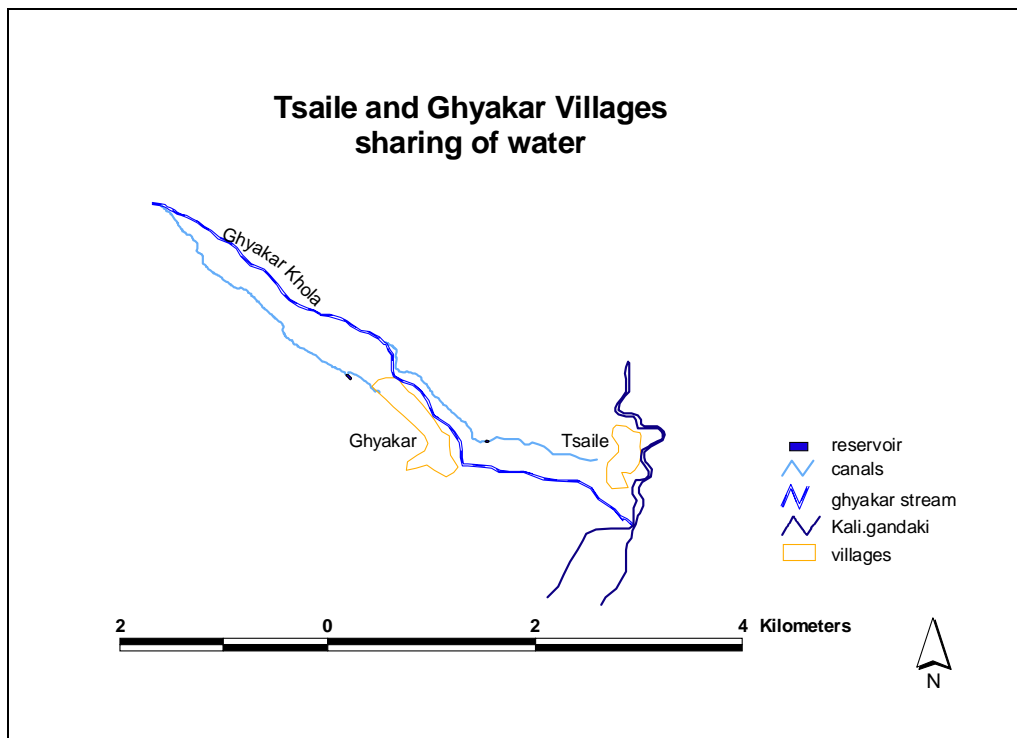 Tsaile and Ghyakar Villages
sharing of water
Ghyakar Khola
Ghyakar
Tsaile
reservoir
canals
ghyakar stream
Kali.gandaki
villages
2 0 2 4 Kilometers
N